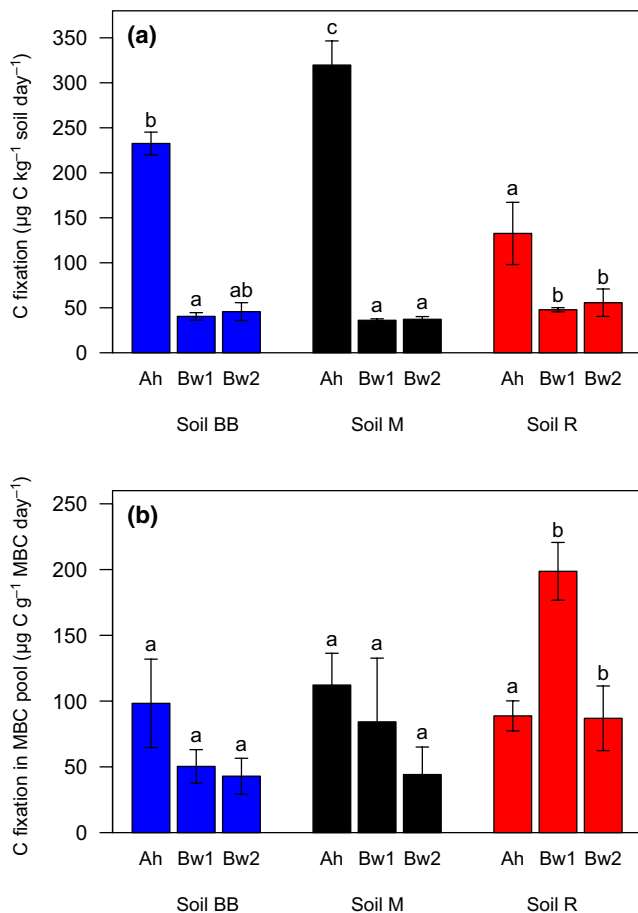 (a)
C fixation (µg C kg⁻¹ soil day⁻¹)
350
300
250
200
150
100
50
0
b
a
ab
c
a
a
a
b
b
Ah Bw1 Bw2 Ah Bw1 Bw2 Ah Bw1 Bw2
Soil BB Soil M Soil R
(b)
C fixation in MBC pool (µg C g⁻¹ MBC day⁻¹)
250
200
150
100
50
0
a
a
a
a
a
a
a
b
b
Ah Bw1 Bw2 Ah Bw1 Bw2 Ah Bw1 Bw2
Soil BB Soil M Soil R